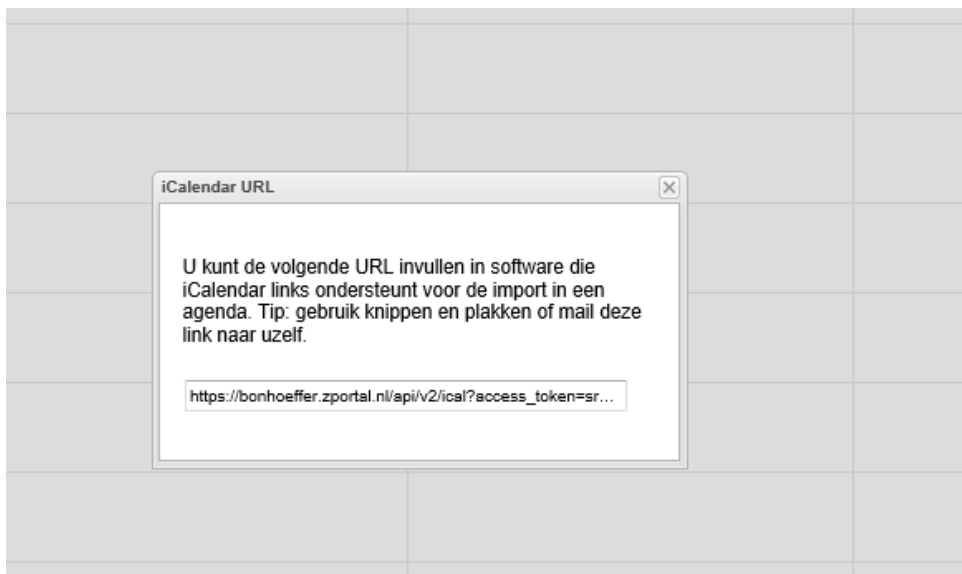 iCalendar URL
U kunt de volgende URL invullen in software die
iCalendar links ondersteunt voor de import in een
agenda. Tip: gebruik knippen en plakken of mail deze
link naar uzelf.
https://bonhoeffer.zportal.nl/api/v2/ical?access_token=sr...